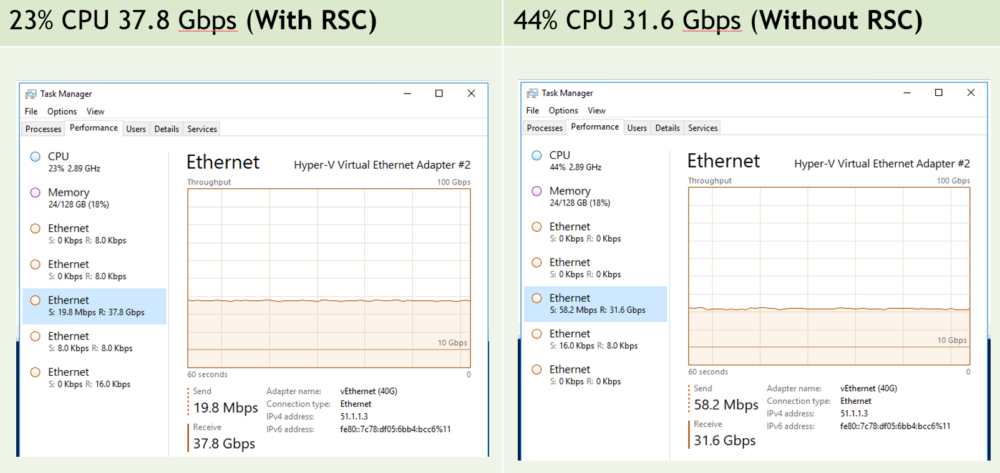 23% CPU 37.8 Gbps (With RSC)
Task Manager
File Options View
Processes Performance Users Details Services
CPU
23% 2.89 GHz
Memory
24/128 GB (18%)
Ethernet
S: 0 Kbps R: 8.0 Kbps
Ethernet
S: 0 Kbps R: 8.0 Kbps
Ethernet
S: 19.8 Mbps R: 37.8 Gbps
Ethernet
S: 8.0 Kbps R: 8.0 Kbps
Ethernet
S: 0 Kbps R: 16.0 Kbps
Ethernet Hyper-V Virtual Ethernet Adapter #2
Throughput 100 Gbps
10 Gbps
60 seconds 0
Send
19.8 Mbps
Receive
37.8 Gbps
Adapter name: vEthernet (40G)
Connection type: Ethernet
IPv4 address: 51.1.1.3
IPv6 address: fe80::7c78:df05:6bb4:bcc6%11
44% CPU 31.6 Gbps (Without RSC)
Task Manager
File Options View
Processes Performance Users Details Services
CPU
44% 2.89 GHz
Memory
24/128 GB (18%)
Ethernet
S: 0 Kbps R: 0 Kbps
Ethernet
S: 0 Kbps R: 0 Kbps
Ethernet
S: 58.2 Mbps R: 31.6 Gbps
Ethernet
S: 16.0 Kbps R: 8.0 Kbps
Ethernet
S: 0 Kbps R: 0 Kbps
Ethernet Hyper-V Virtual Ethernet Adapter #2
Throughput 100 Gbps
10 Gbps
60 seconds 0
Send
58.2 Mbps
Receive
31.6 Gbps
Adapter name: vEthernet (40G)
Connection type: Ethernet
IPv4 address: 51.1.1.3
IPv6 address: fe80::7c78:df05:6bb4:bcc6%11